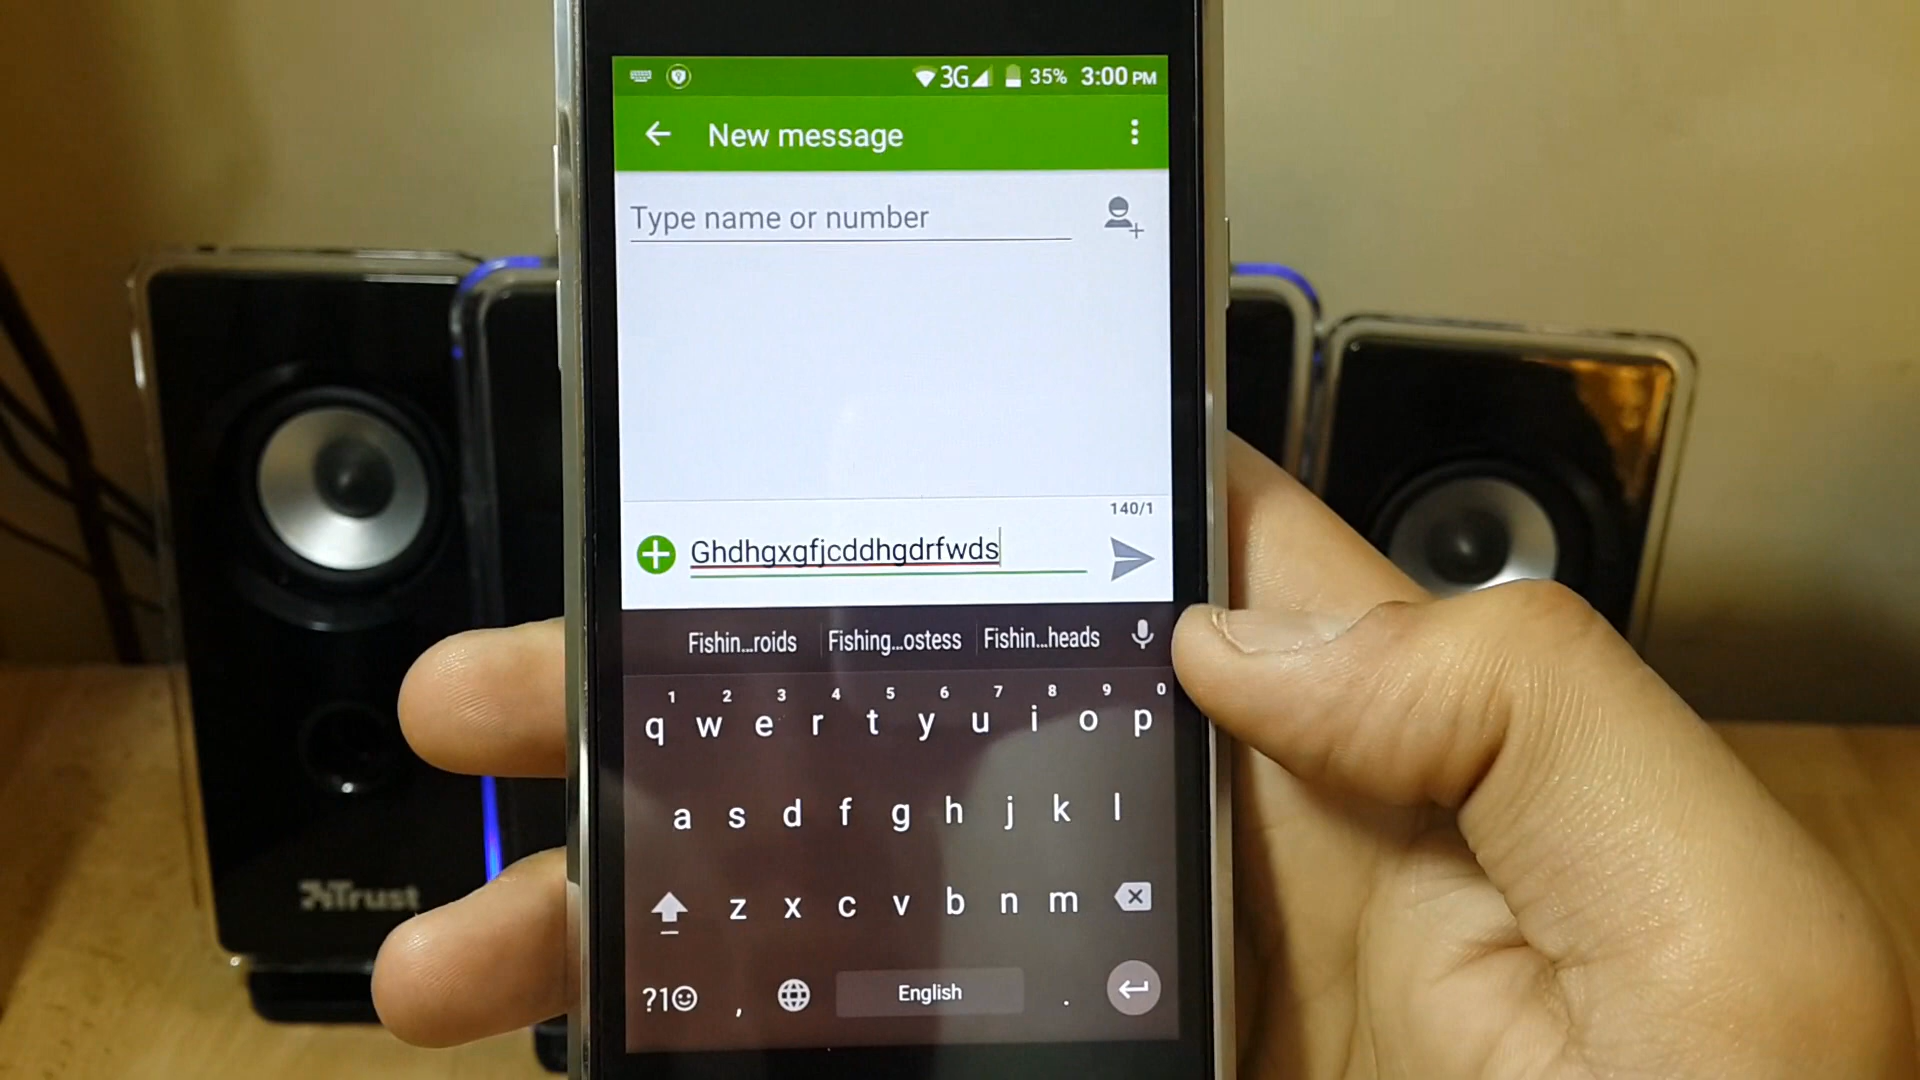 3G 35% 3:00 PM
New message
Type name or number
140/1
Ghdhgxgfjcddhgdrfwds
Fishin...roids Fishing...ostess Fishin...heads
1 2 3 4 5 6 7 8 9 0
q w e r t y u i o p
a s d f g h j k l
z x c v b n m
?1☺ , English .
Trust